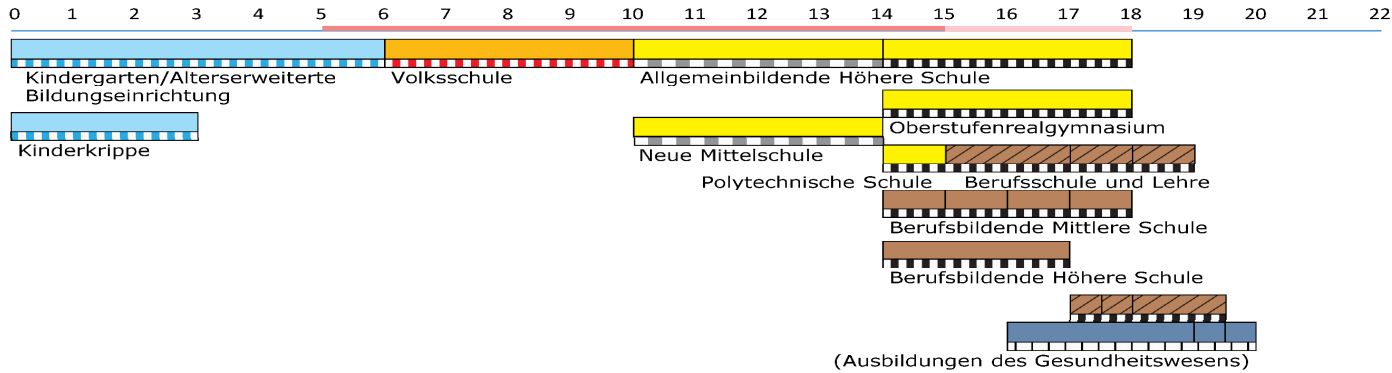 0 1 2 3 4 5 6 7 8 9 10 11 12 13 14 15 16 17 18 19 20 21 22
Kindergarten/Alterserweiterte
Bildungseinrichtung
Volksschule
Allgemeinbildende Höhere Schule
Kinderkrippe
Oberstufenrealgymnasium
Neue Mittelschule
Polytechnische Schule
Berufsschule und Lehre
Berufsbildende Mittlere Schule
Berufsbildende Höhere Schule
(Ausbildungen des Gesundheitswesens)